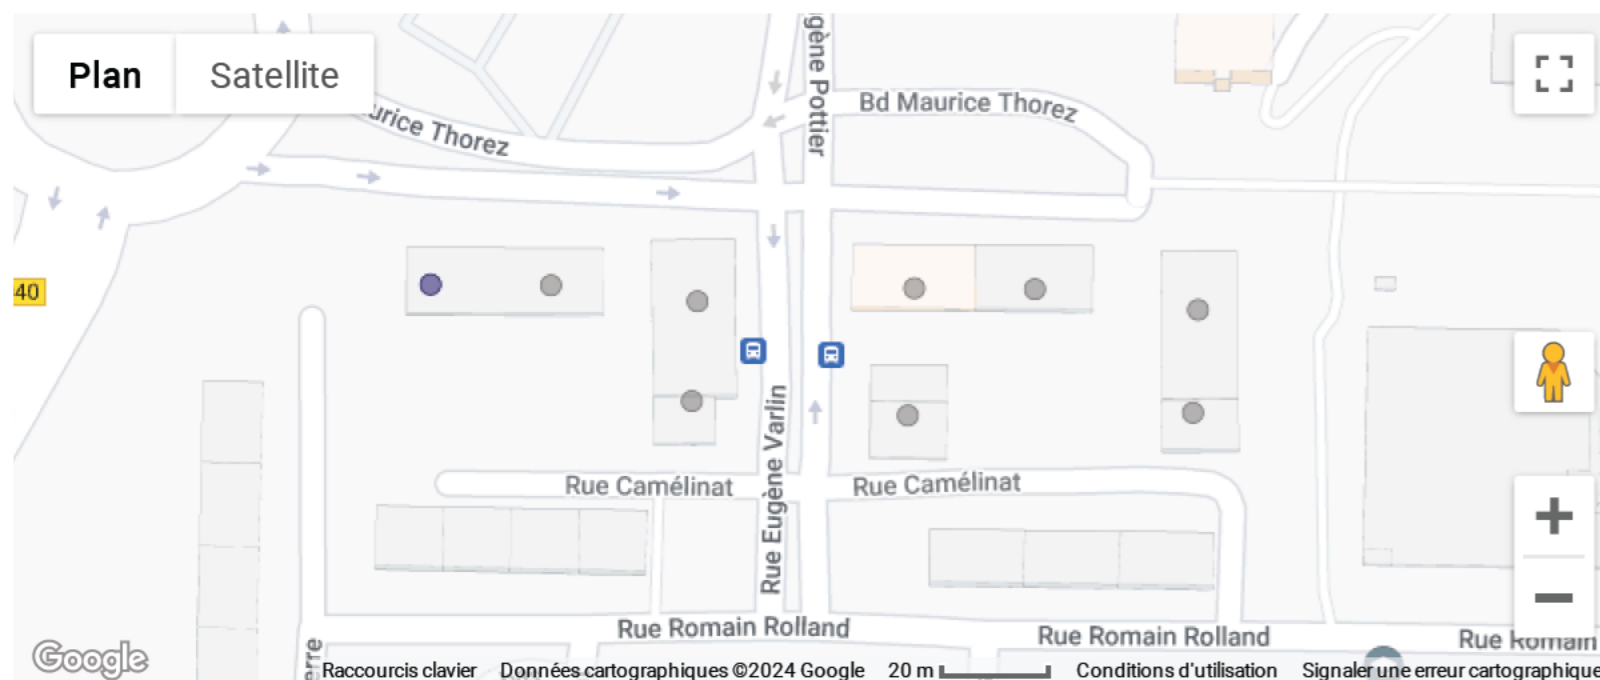 Plan
Satellite
gène Pottier
Bd Maurice Thorez
urice Thorez
40
Rue Eugène Varlin
Rue Camélinat
Rue Camélinat
Rue Romain Rolland
Rue Romain Rolland
Rue Romain
erre
Google
Raccourcis clavier
Données cartographiques ©2024 Google
20 m
Conditions d'utilisation
Signaler une erreur cartographique